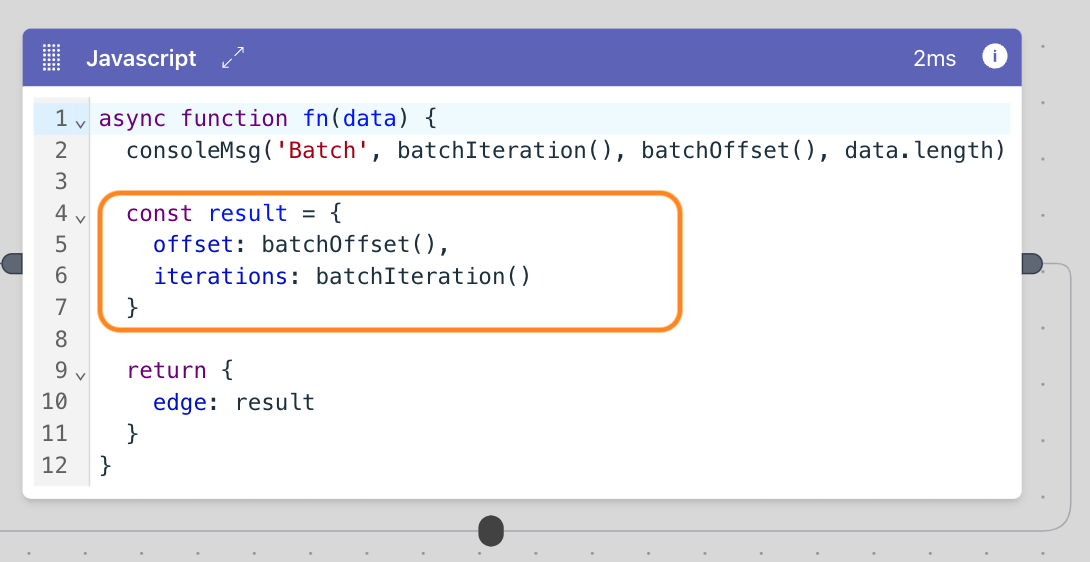 Javascript 2ms i
1 async function fn(data) {
2 consoleMsg('Batch', batchIteration(), batchOffset(), data.length)
3
4 const result = {
5 offset: batchOffset(),
6 iterations: batchIteration()
7 }
8
9 return {
10 edge: result
11 }
12 }